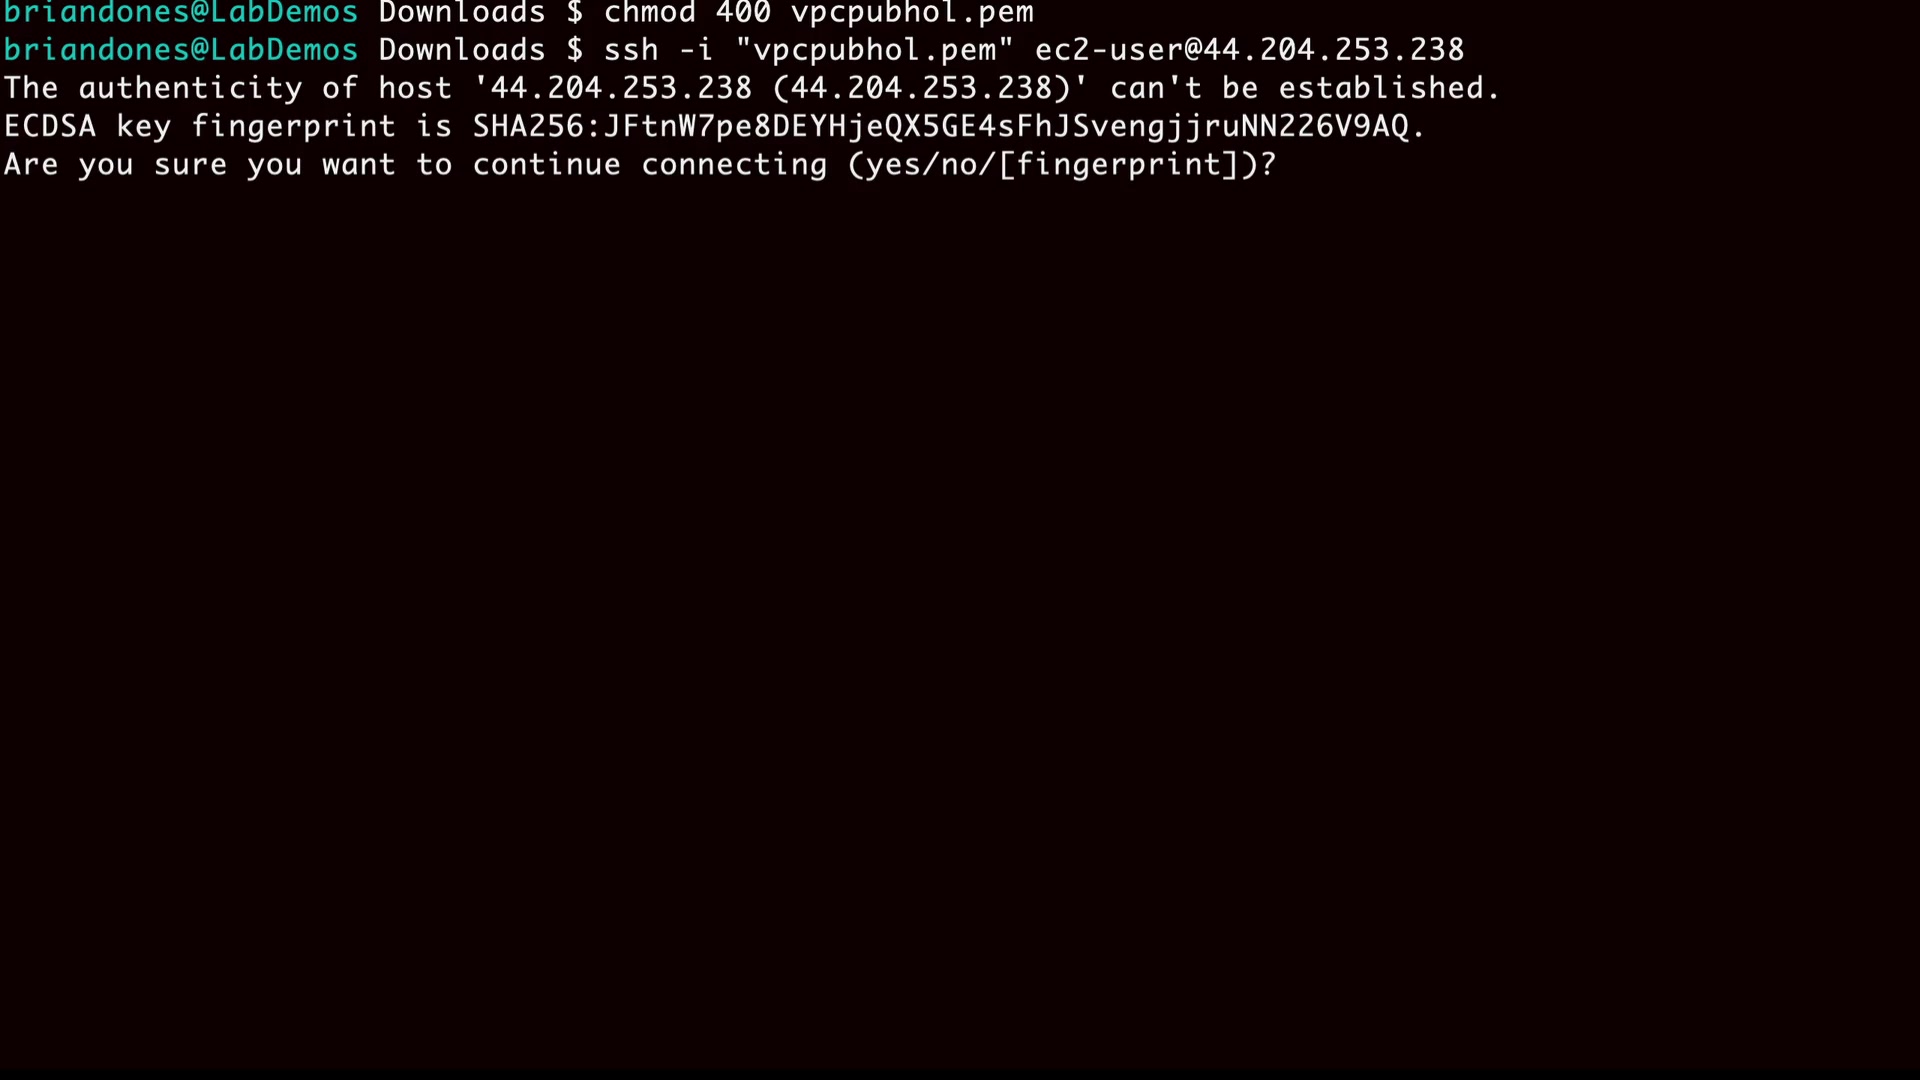 briandones@LabDemos Downloads $ chmod 400 vpcpubhol.pem
briandones@LabDemos Downloads $ ssh -i "vpcpubhol.pem" ec2-user@44.204.253.238
The authenticity of host '44.204.253.238 (44.204.253.238)' can't be established.
ECDSA key fingerprint is SHA256:JFtnW7pe8DEYHjeQX5GE4sFhJSvengjjruNN226V9AQ.
Are you sure you want to continue connecting (yes/no/[fingerprint])?